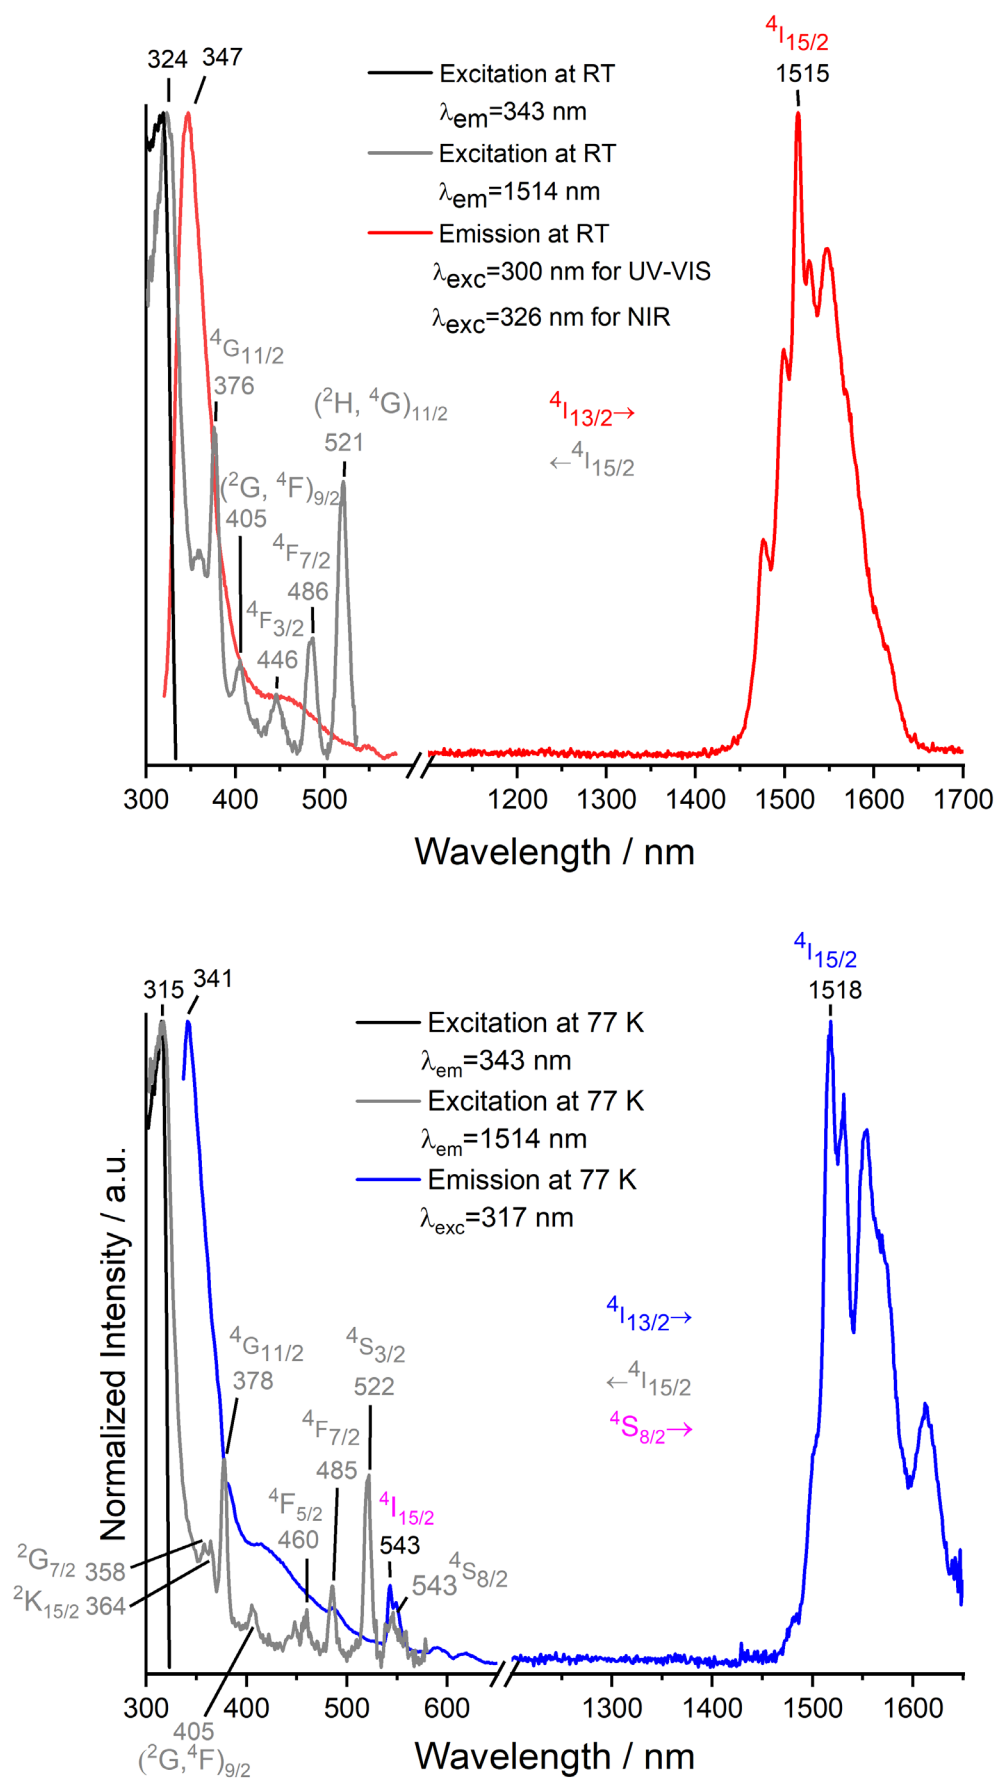 ⁴I₁₅/₂
324 347 1515
Excitation at RT
λem=343 nm
Excitation at RT
λem=1514 nm
Emission at RT
λexc=300 nm for UV-VIS
λexc=326 nm for NIR
⁴G₁₁/₂
376
(²H, ⁴G)₁₁/₂
521
⁴I₁₃/₂→
←⁴I₁₅/₂
(²G, ⁴F)₉/₂
405
⁴F₇/₂
486
⁴F₃/₂
446
300 400 500 1200 1300 1400 1500 1600 1700
Wavelength / nm
⁴I₁₅/₂
315 341 1518
Excitation at 77 K
λem=343 nm
Excitation at 77 K
λem=1514 nm
Emission at 77 K
λexc=317 nm
Normalized Intensity / a.u.
⁴I₁₃/₂→
←⁴I₁₅/₂
⁴S₈/₂→
⁴G₁₁/₂
378
⁴S₃/₂
522
⁴F₇/₂
485
⁴F₅/₂
460
⁴I₁₅/₂
543
543 ⁴S₈/₂
²G₇/₂ 358
²K₁₅/₂ 364
300 400 500 600 1300 1400 1500 1600
405
(²G,⁴F)₉/₂
Wavelength / nm